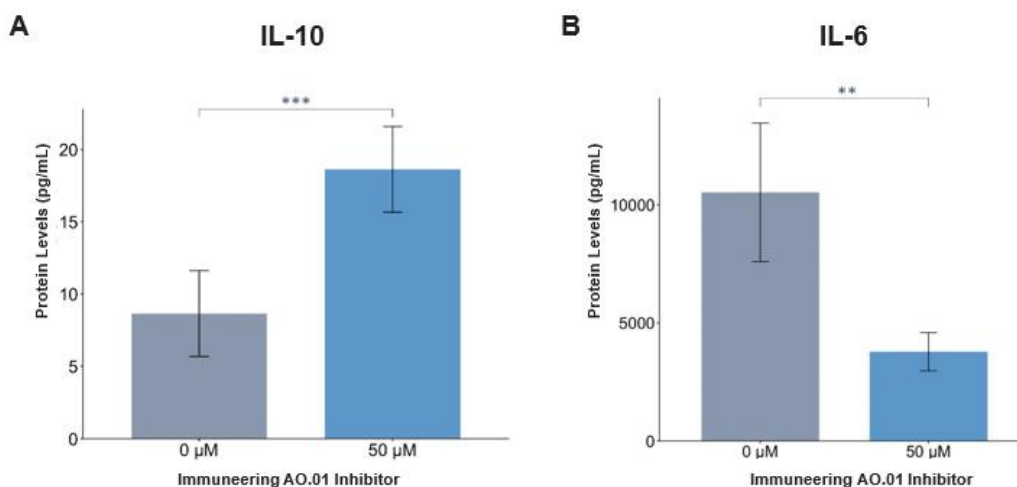 A
IL-10
***
Protein Levels (pg/mL)
20
15
10
5
0
0 µM
50 µM
Immuneering AO.01 Inhibitor
B
IL-6
**
Protein Levels (pg/mL)
10000
5000
0
0 µM
50 µM
Immuneering AO.01 Inhibitor